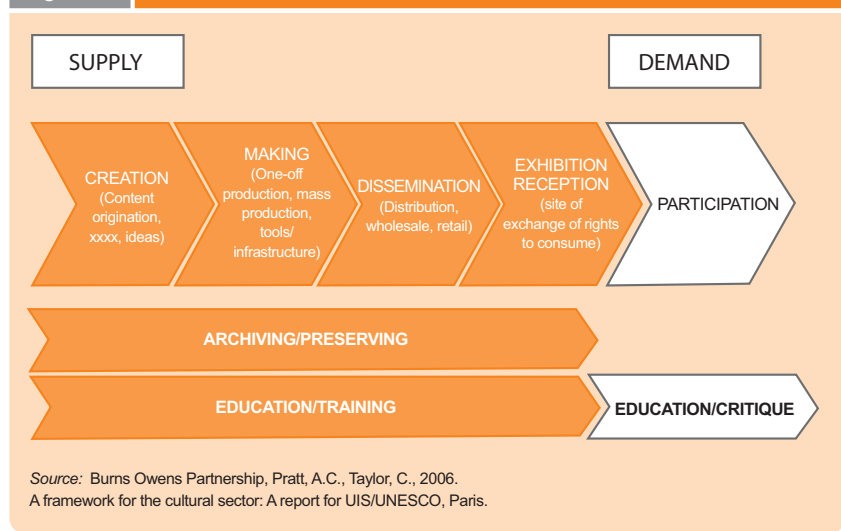 SUPPLY
DEMAND
CREATION
(Content
origination,
xxxx, ideas)
MAKING
(One-off
production, mass
production,
tools/
infrastructure)
DISSEMINATION
(Distribution,
wholesale, retail)
EXHIBITION
RECEPTION
(site of
exchange of rights
to consume)
PARTICIPATION
ARCHIVING/PRESERVING
EDUCATION/TRAINING
EDUCATION/CRITIQUE
Source: Burns Owens Partnership, Pratt, A.C., Taylor, C., 2006.
A framework for the cultural sector: A report for UIS/UNESCO, Paris.